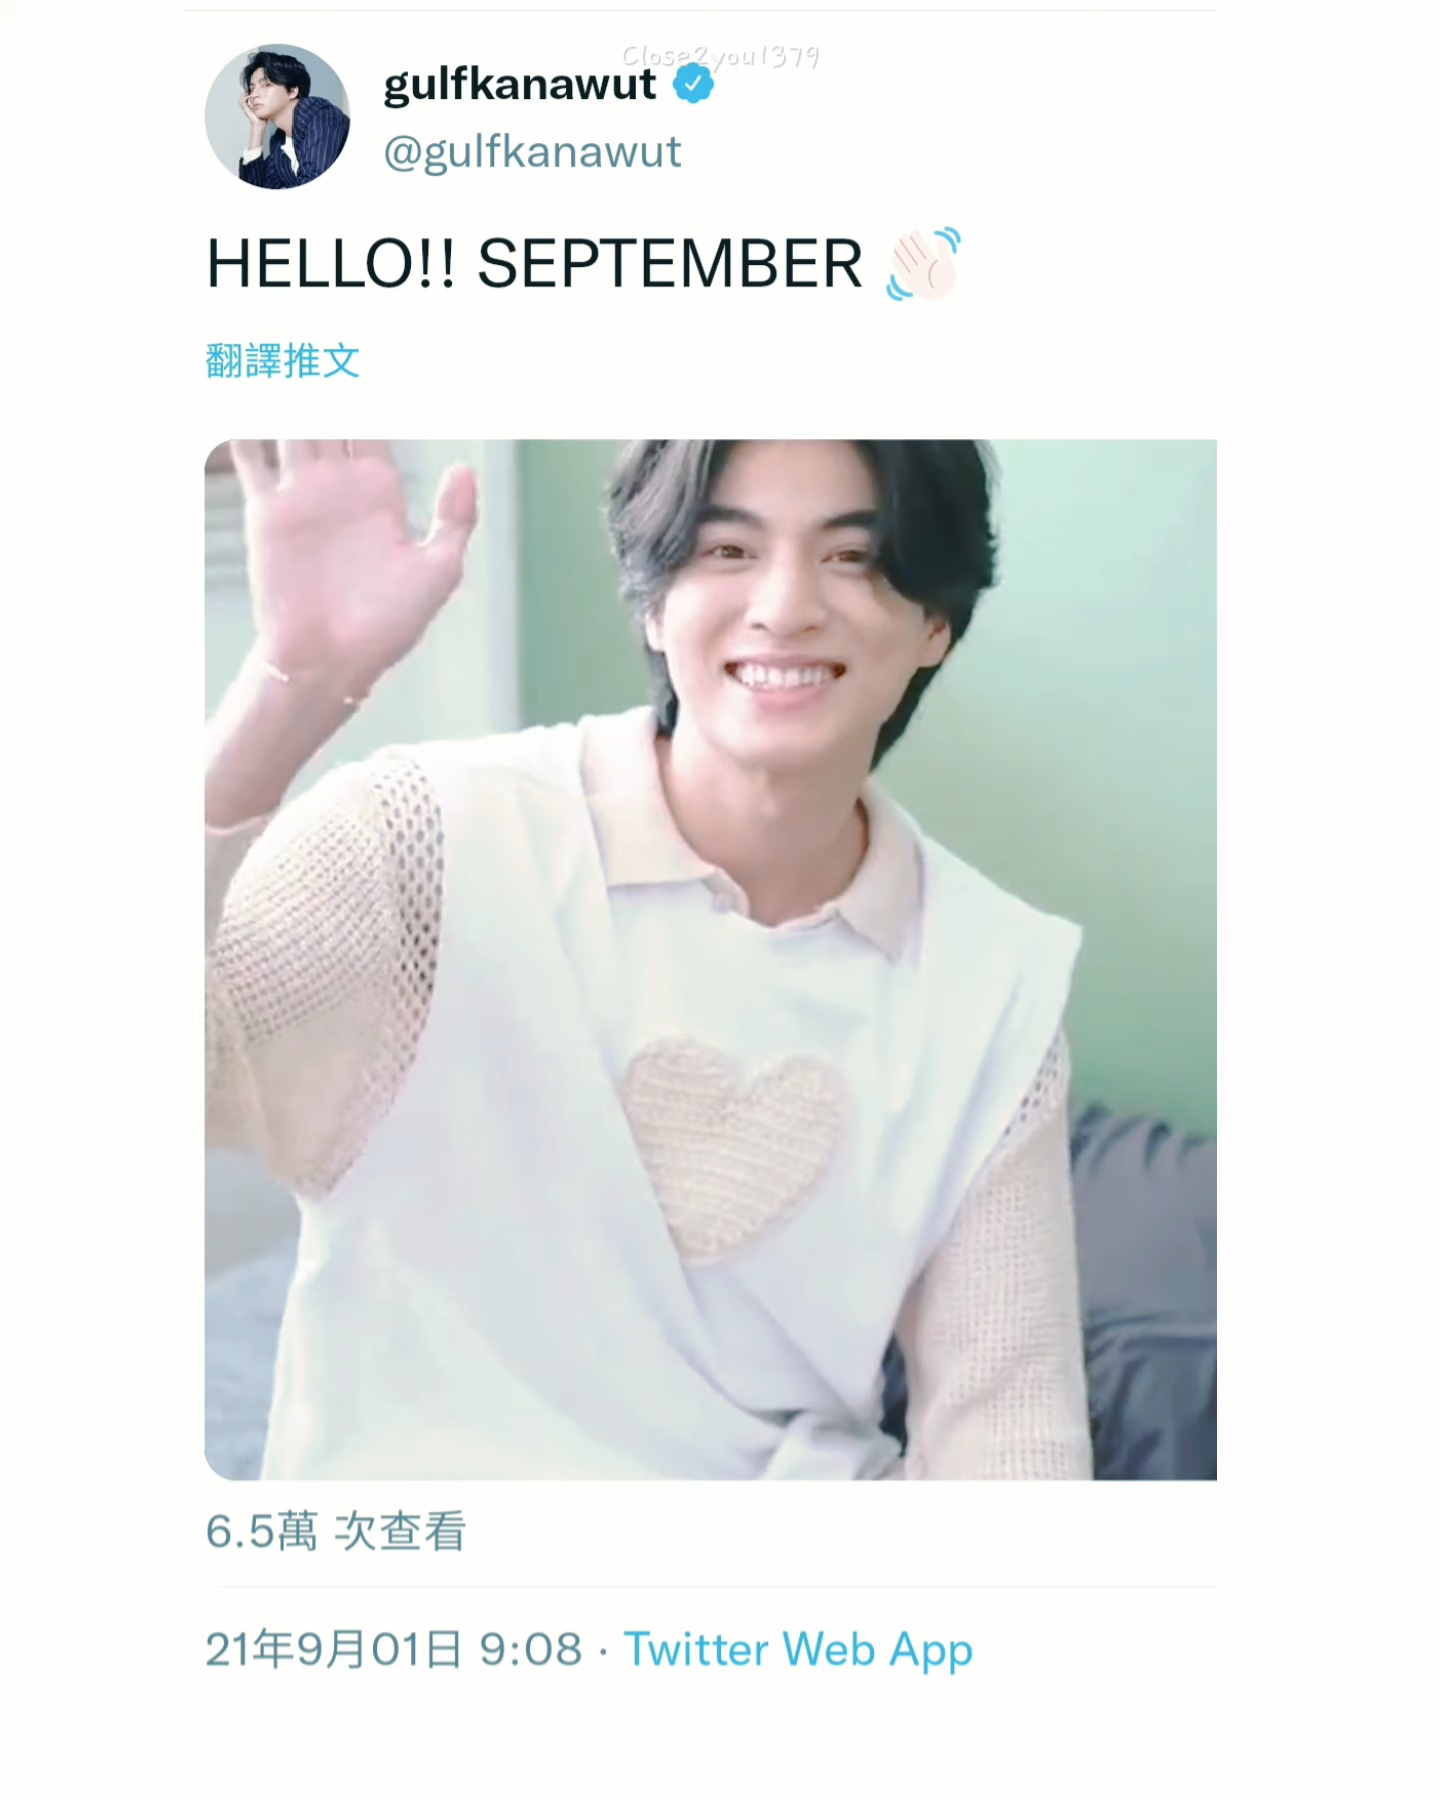 Close2you1379
gulfkanawut
@gulfkanawut
HELLO!! SEPTEMBER 👋🏻
翻譯推文
6.5萬 次查看
21年9月01日 9:08 · Twitter Web App